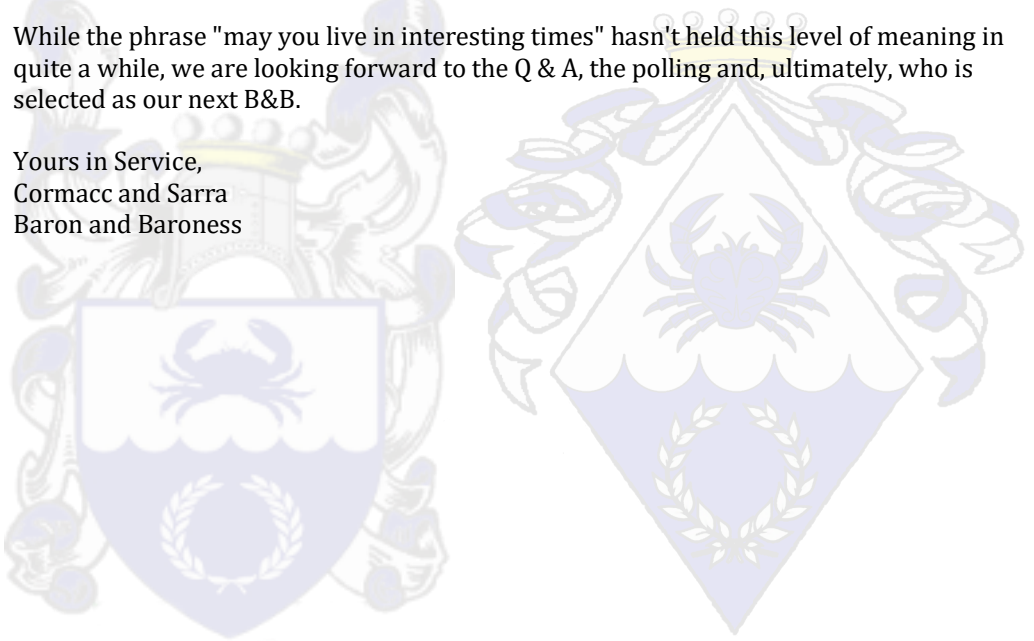 While the phrase "may you live in interesting times" hasn't held this level of meaning in
quite a while, we are looking forward to the Q & A, the polling and, ultimately, who is
selected as our next B&B.
Yours in Service,
Cormacc and Sarra
Baron and Baroness